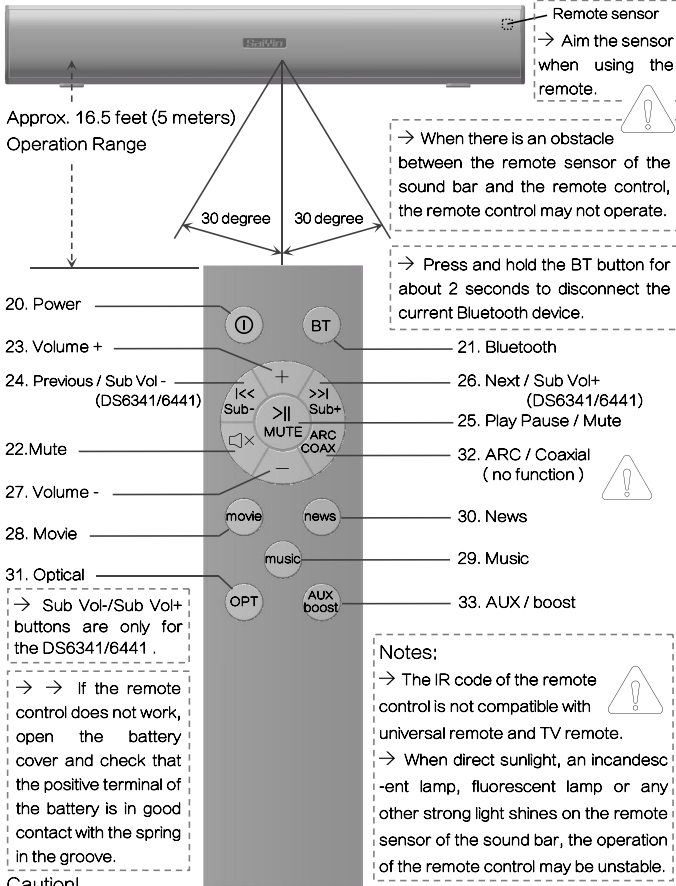 SaiYin
Remote sensor
→ Aim the sensor
when using the
remote.
Approx. 16.5 feet (5 meters)
Operation Range
→ When there is an obstacle
between the remote sensor of the
sound bar and the remote control,
the remote control may not operate.
30 degree
30 degree
→ Press and hold the BT button for
about 2 seconds to disconnect the
current Bluetooth device.
20. Power
BT
21. Bluetooth
23. Volume +
+
24. Previous / Sub Vol -
(DS6341/6441)
|<<
Sub-
>>|
Sub+
26. Next / Sub Vol+
(DS6341/6441)
>||
MUTE
25. Play Pause / Mute
22.Mute
ARC
COAX
32. ARC / Coaxial
( no function )
27. Volume -
–
28. Movie
movie
news
30. News
music
29. Music
31. Optical
OPT
AUX
boost
33. AUX / boost
→ Sub Vol-/Sub Vol+
buttons are only for
the DS6341/6441 .
→ → If the remote
control does not work,
open the battery
cover and check that
the positive terminal of
the battery is in good
contact with the spring
in the groove.
Notes:
→ The IR code of the remote
control is not compatible with
universal remote and TV remote.
→ When direct sunlight, an incandesc
-ent lamp, fluorescent lamp or any
other strong light shines on the remote
sensor of the sound bar, the operation
of the remote control may be unstable.
Caution!